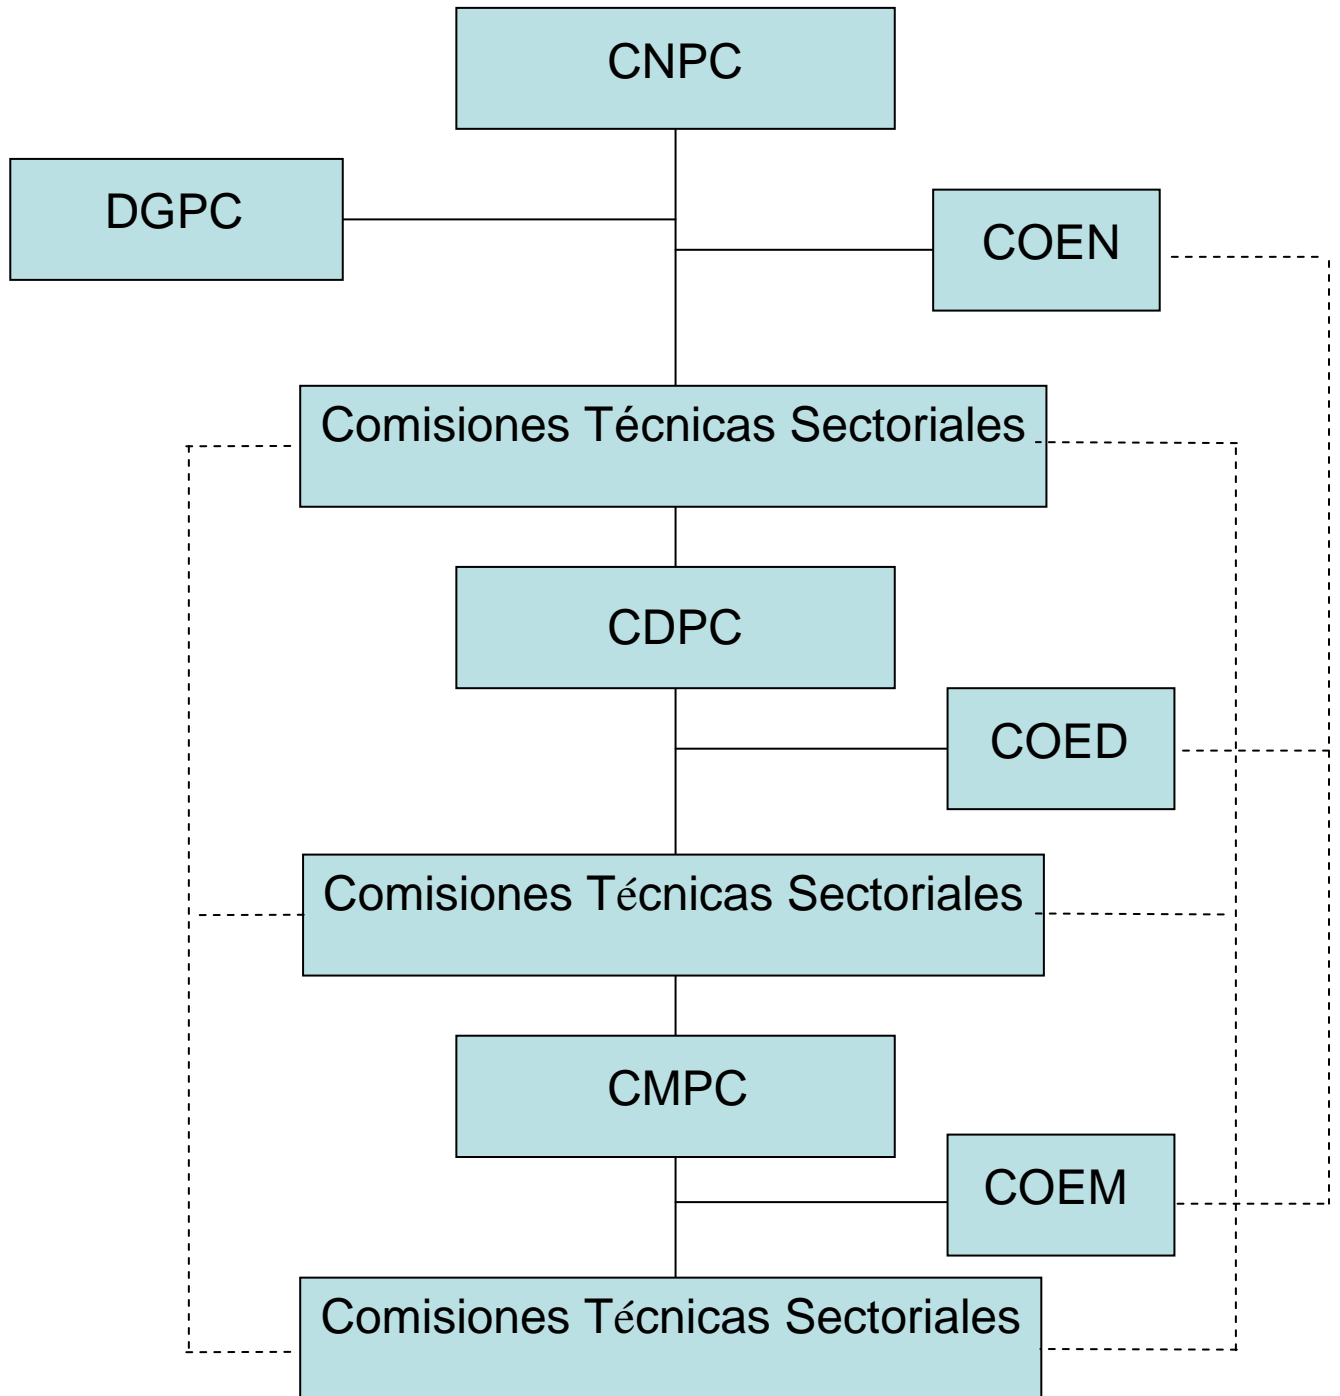 CNPC
DGPC
COEN
Comisiones Técnicas Sectoriales
CDPC
COED
Comisiones Técnicas Sectoriales
CMPC
COEM
Comisiones Técnicas Sectoriales